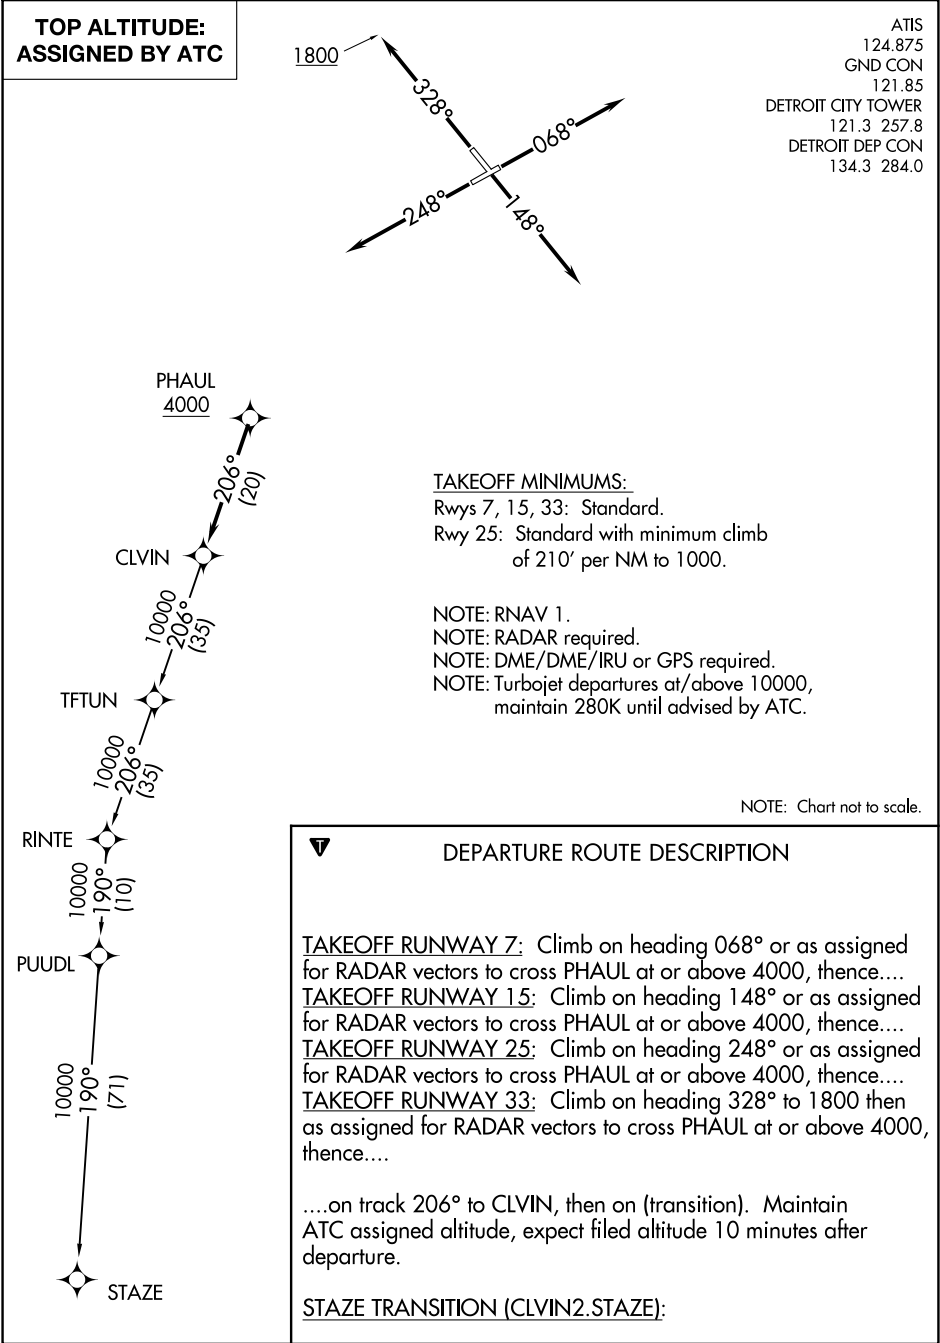 TOP ALTITUDE:
ASSIGNED BY ATC
ATIS
124.875
GND CON
121.85
DETROIT CITY TOWER
121.3 257.8
DETROIT DEP CON
134.3 284.0
1800
328°
068°
248°
148°
PHAUL
4000
206°
(20)
CLVIN
10000
206°
(35)
TFTUN
10000
206°
(35)
RINTE
10000
190°
(10)
PUUDL
10000
190°
(71)
STAZE
TAKEOFF MINIMUMS:
Rwys 7, 15, 33: Standard.
Rwy 25: Standard with minimum climb
of 210' per NM to 1000.
NOTE: RNAV 1.
NOTE: RADAR required.
NOTE: DME/DME/IRU or GPS required.
NOTE: Turbojet departures at/above 10000,
maintain 280K until advised by ATC.
NOTE: Chart not to scale.
T
DEPARTURE ROUTE DESCRIPTION
TAKEOFF RUNWAY 7: Climb on heading 068° or as assigned
for RADAR vectors to cross PHAUL at or above 4000, thence....
TAKEOFF RUNWAY 15: Climb on heading 148° or as assigned
for RADAR vectors to cross PHAUL at or above 4000, thence....
TAKEOFF RUNWAY 25: Climb on heading 248° or as assigned
for RADAR vectors to cross PHAUL at or above 4000, thence....
TAKEOFF RUNWAY 33: Climb on heading 328° to 1800 then
as assigned for RADAR vectors to cross PHAUL at or above 4000,
thence....
....on track 206° to CLVIN, then on (transition). Maintain
ATC assigned altitude, expect filed altitude 10 minutes after
departure.
STAZE TRANSITION (CLVIN2.STAZE):